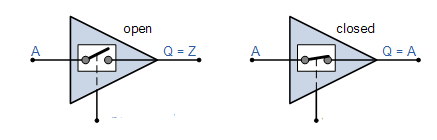 open
closed
A
Q = Z
A
Q = A